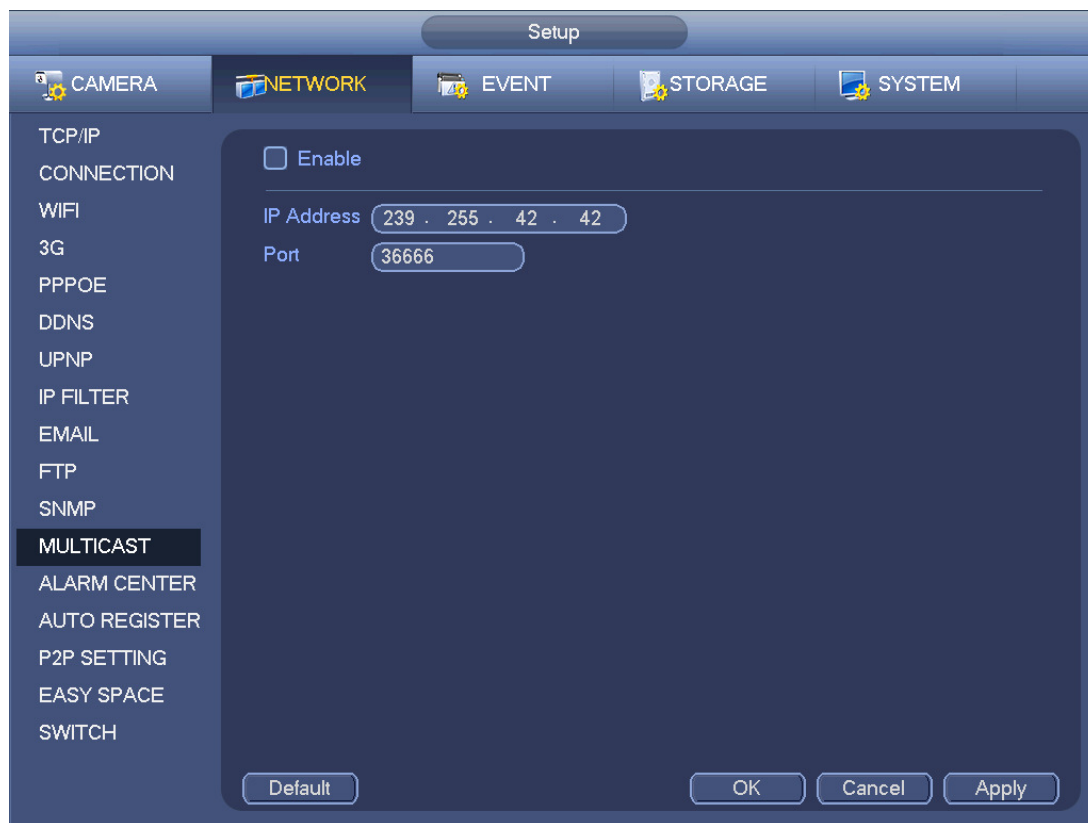 Setup
CAMERA NETWORK EVENT STORAGE SYSTEM
TCP/IP
CONNECTION
WIFI
3G
PPPOE
DDNS
UPNP
IP FILTER
EMAIL
FTP
SNMP
MULTICAST
ALARM CENTER
AUTO REGISTER
P2P SETTING
EASY SPACE
SWITCH
Enable
IP Address 239 . 255 . 42 . 42
Port 36666
Default OK Cancel Apply